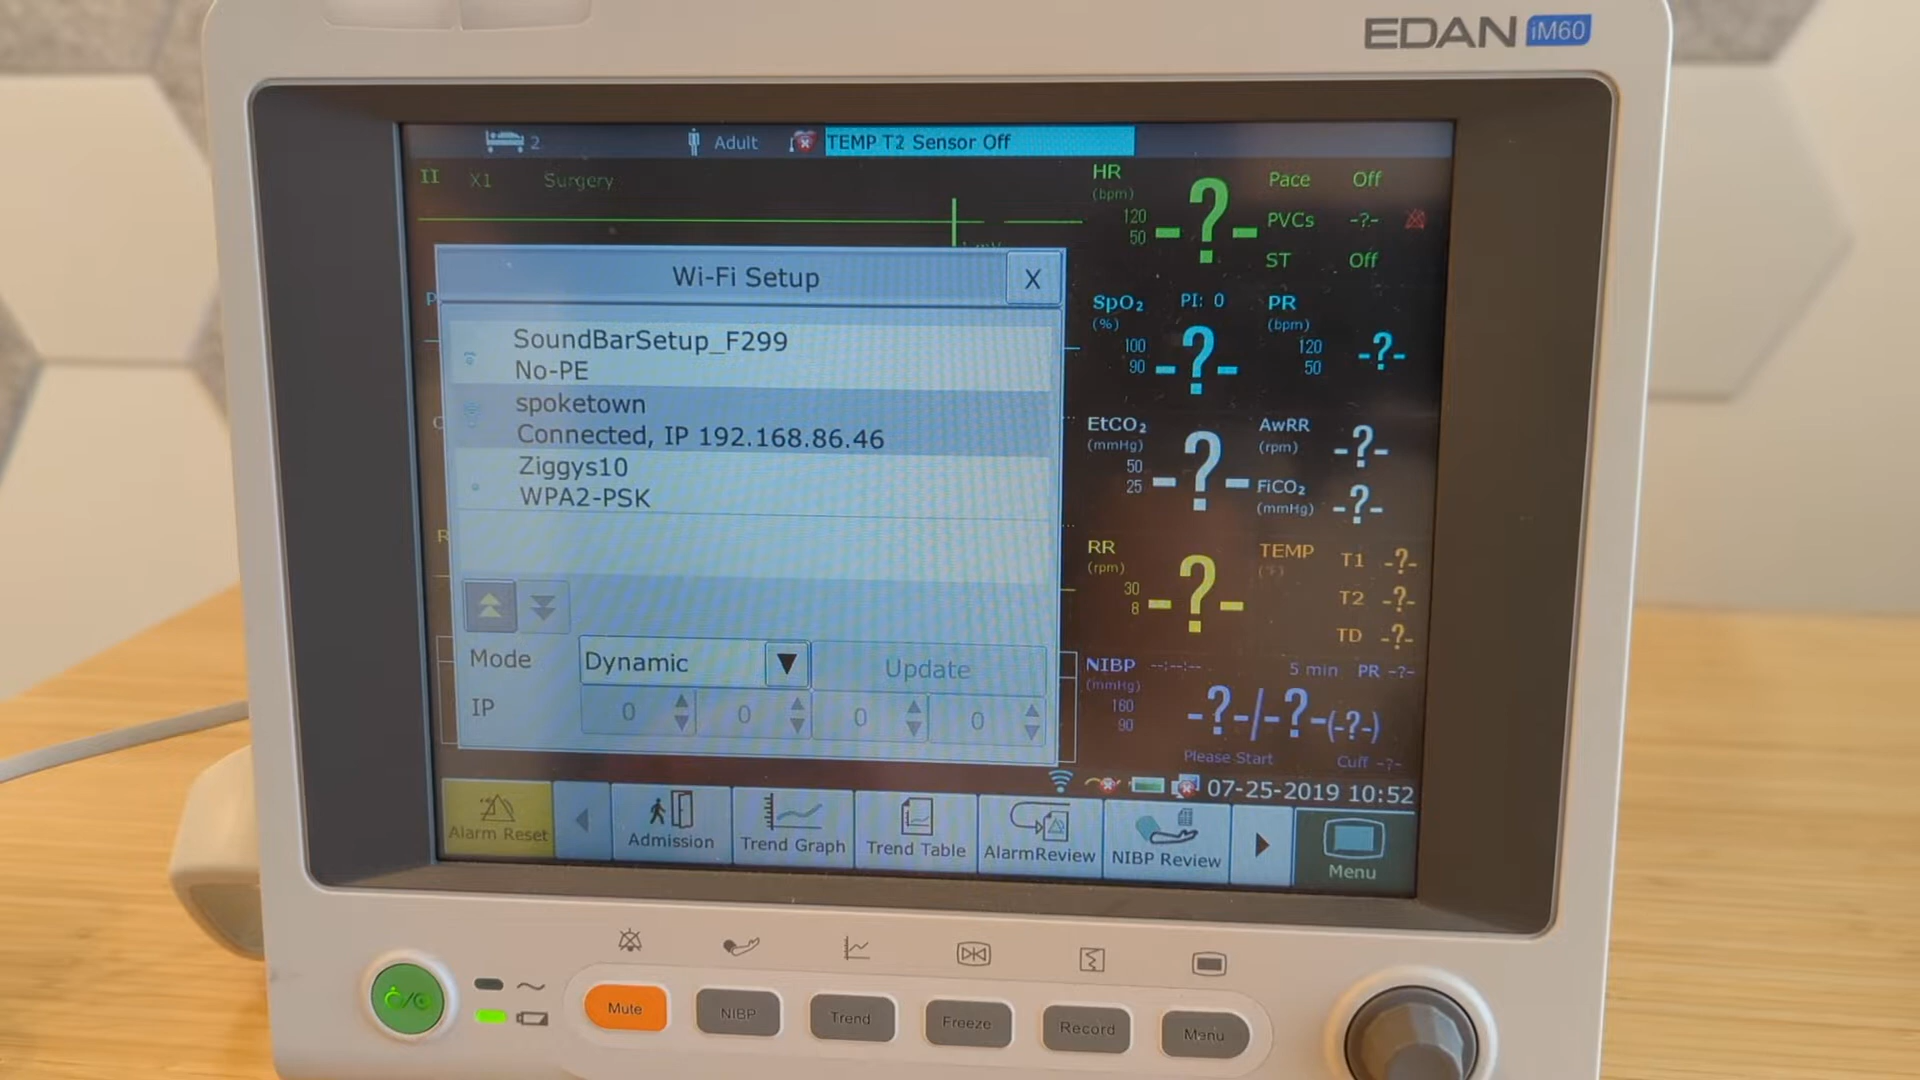 EDAN iM60
2 Adult TEMP T2 Sensor Off
II X1 Surgery
HR
(bpm)
120
50
-?-
Pace Off
PVCs -?-
ST Off
Wi-Fi Setup X
SoundBarSetup_F299
No-PE
spoketown
Connected, IP 192.168.86.46
Ziggys10
WPA2-PSK
Mode Dynamic Update
IP 0 0 0 0
SpO₂ PI: 0
(%)
100
90
-?-
PR
(bpm)
120
50
-?-
EtCO₂
(mmHg)
50
25
-?-
AwRR
(rpm)
-?-
FiCO₂
(mmHg)
-?-
RR
(rpm)
30
8
-?-
TEMP
(°F)
T1 -?-
T2 -?-
TD -?-
NIBP --:--:-- 5 min PR -?-
(mmHg)
160
90
-?-/-?-(-?-)
Please Start Cuff -?-
07-25-2019 10:52
Alarm Reset
Admission
Trend Graph
Trend Table
AlarmReview
NIBP Review
Menu
Mute
NIBP
Trend
Freeze
Record
Menu